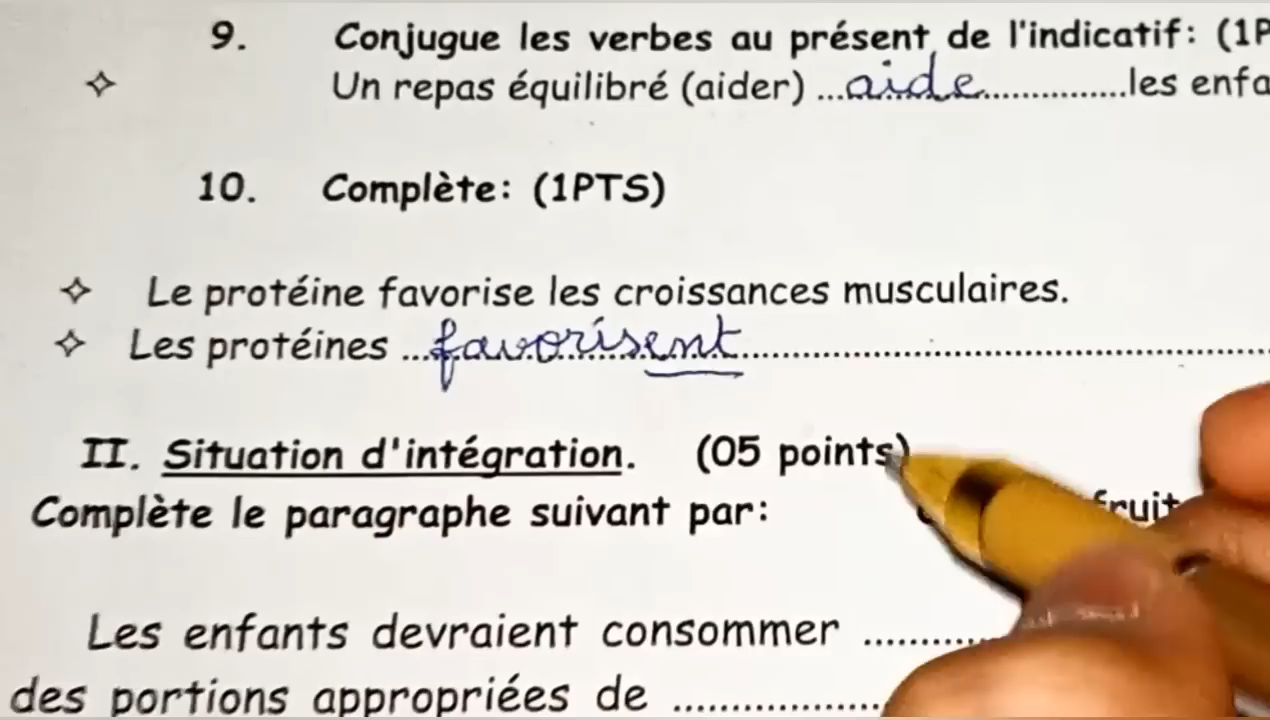 9. Conjugue les verbes au présent de l'indicatif: (1P
Un repas équilibré (aider) ...aide..............les enfa
10. Complète: (1PTS)
Le protéine favorise les croissances musculaires.
Les protéines ...favorisent..............................
II. Situation d'intégration. (05 points)
Complète le paragraphe suivant par: fruit
Les enfants devraient consommer ..........
des portions appropriées de .................